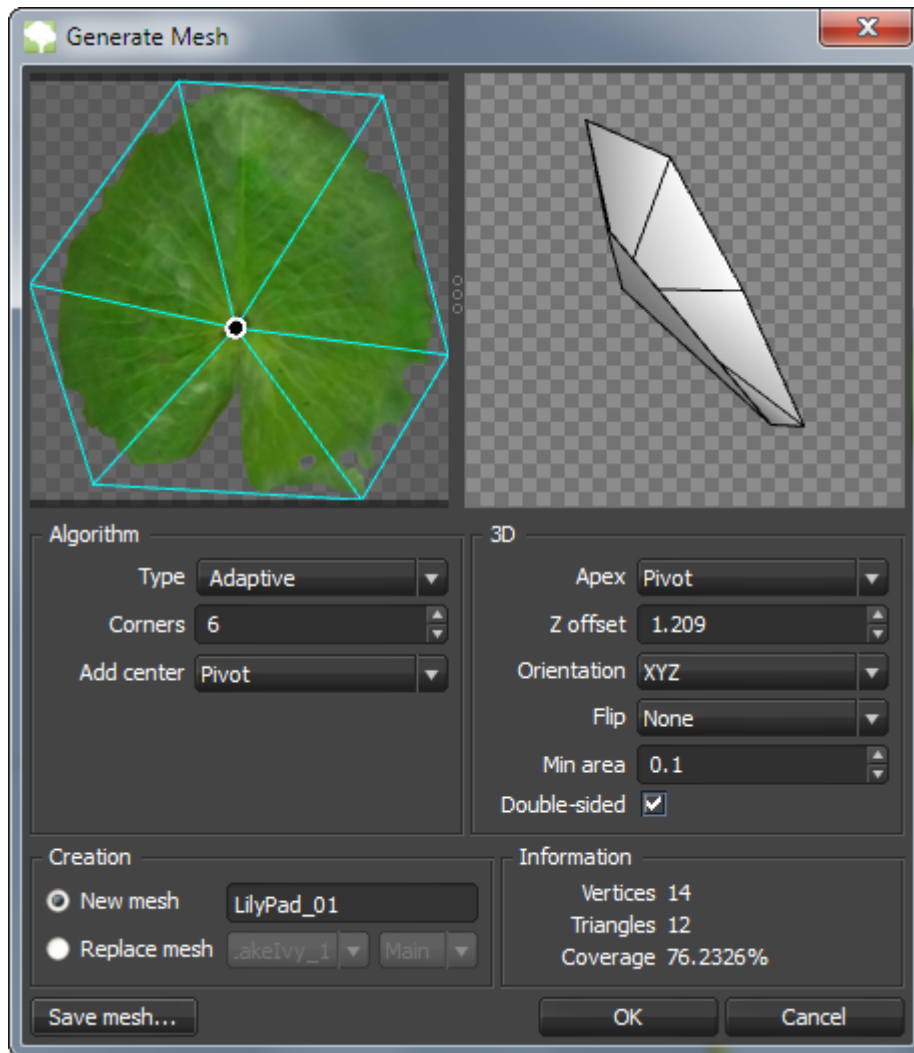 Generate Mesh
Algorithm
Type Adaptive
Corners 6
Add center Pivot
3D
Apex Pivot
Z offset 1.209
Orientation XYZ
Flip None
Min area 0.1
Double-sided
Creation
New mesh LilyPad_01
Replace mesh .akeIvy_1 Main
Information
Vertices 14
Triangles 12
Coverage 76.2326%
Save mesh...
OK Cancel